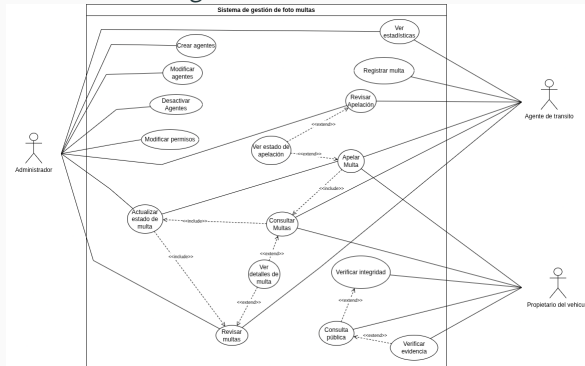 Sistema de gestión de foto multas
Ver
estadísticas
Crear agentes
Modificar
agentes
Registrar multa
Desactivar
Agentes
Revisar
Apelación
Agente de transito
<<extend>>
Modificar permisos
Ver estado de
apelación
<<extend>>
Apelar
Multa
Administrador
<<include>>
Actualizar
estado de
multa
<<include>>
Consultar
Multas
<<extend>>
<<include>>
Ver
detalles de
multa
Verificar integridad
<<extend>>
<<extend>>
Propietario del vehicu
Revisar
multas
Consulta
pública
<<extend>>
Verificar
evidencia